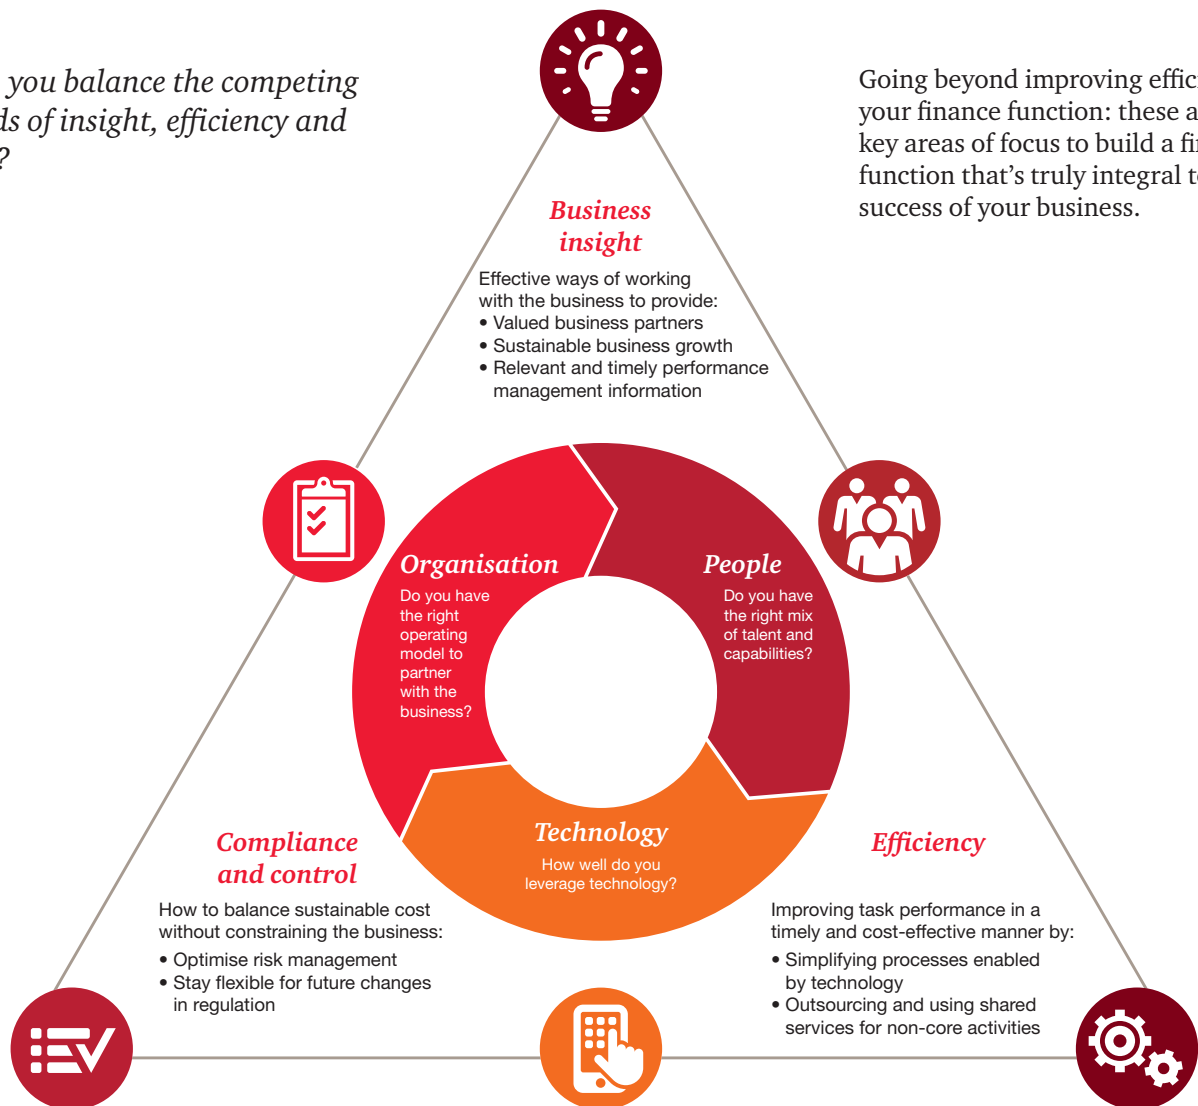 you balance the competing
of insight, efficiency and
?
Going beyond improving
your finance function: these
key areas of focus to build a
function that's truly integral
success of your business.
Business
insight
Effective ways of working
with the business to provide:
• Valued business partners
• Sustainable business growth
• Relevant and timely performance
management information
Organisation
Do you have
the right
operating
model to
partner
with the
business?
People
Do you have
the right mix
of talent and
capabilities?
Technology
How well do you
leverage technology?
Compliance
and control
How to balance sustainable cost
without constraining the business:
• Optimise risk management
• Stay flexible for future changes
in regulation
Efficiency
Improving task performance in a
timely and cost-effective manner by:
• Simplifying processes enabled
by technology
• Outsourcing and using shared
services for non-core activities